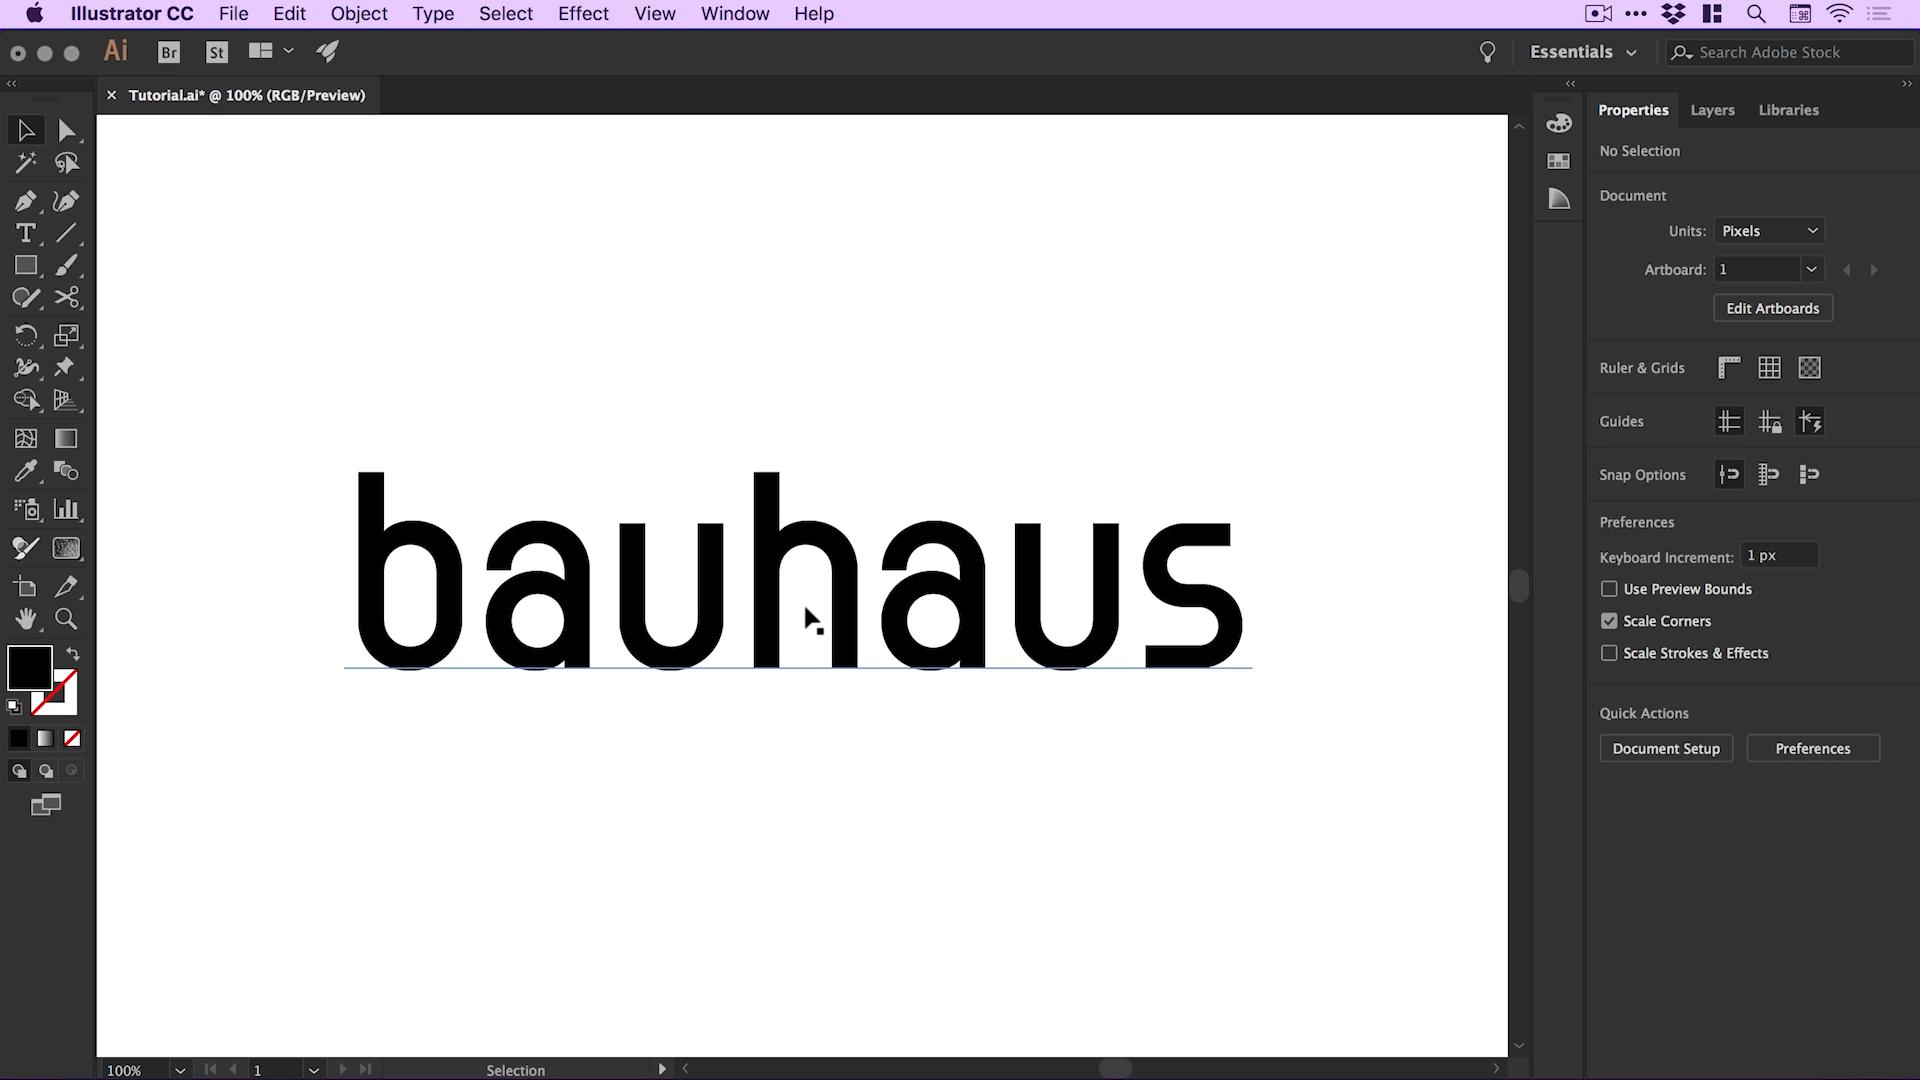 Illustrator CC File Edit Object Type Select Effect View Window Help
Ai Br St Essentials Search Adobe Stock
Tutorial.ai* @ 100% (RGB/Preview)
Properties Layers Libraries
No Selection
Document
Units: Pixels
Artboard: 1
Edit Artboards
Ruler & Grids
Guides
Snap Options
Preferences
Keyboard Increment: 1 px
Use Preview Bounds
Scale Corners
Scale Strokes & Effects
Quick Actions
Document Setup Preferences
bauhaus
100% 1 Selection